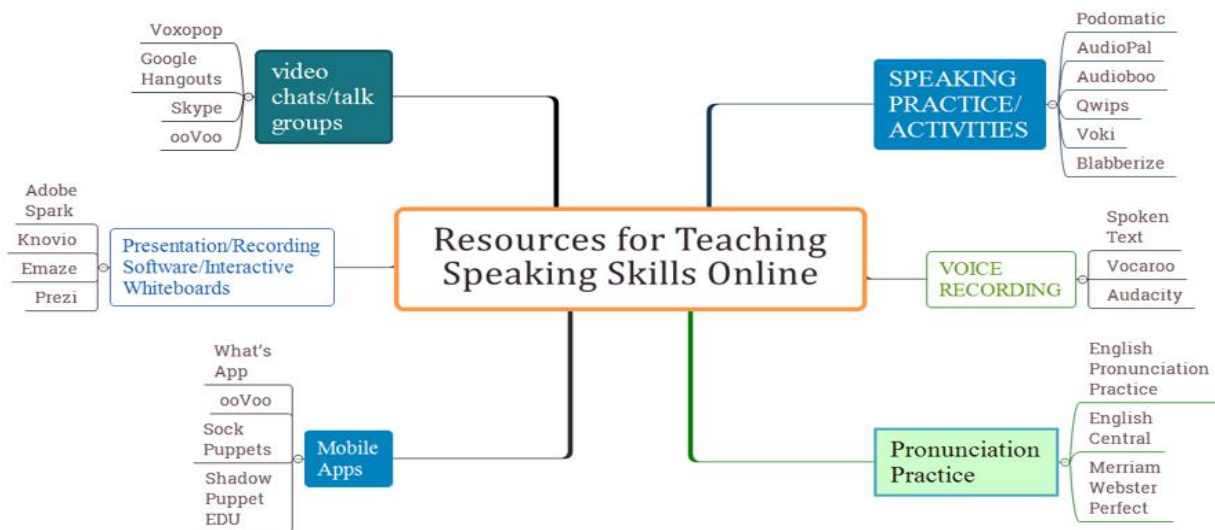 Resources for Teaching
Speaking Skills Online
video
chats/talk
groups
Voxopop
Google
Hangouts
Skype
ooVoo
Presentation/Recording
Software/Interactive
Whiteboards
Adobe
Spark
Knovio
Emaze
Prezi
Mobile
Apps
What's
App
ooVoo
Sock
Puppets
Shadow
Puppet
EDU
SPEAKING
PRACTICE/
ACTIVITIES
Podomatic
AudioPal
Audioboo
Qwips
Voki
Blabberize
VOICE
RECORDING
Spoken
Text
Vocaroo
Audacity
Pronunciation
Practice
English
Pronunciation
Practice
English
Central
Merriam
Webster
Perfect